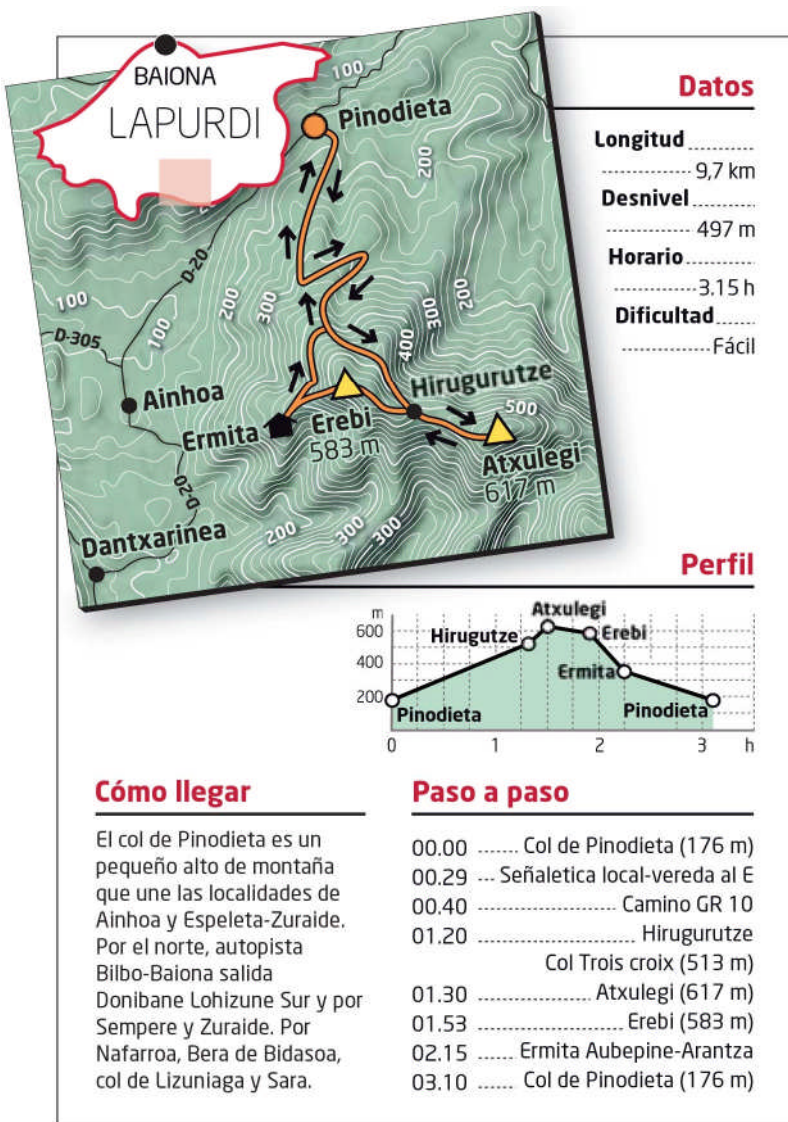 BAIONA
LAPURDI
100
Pinodieta
200
D-20
100
200
300
100
300
200
D-305
400
Ainhoa
Hirugurutze
Ermita
Erebi
583 m
500
Atxulegi
617 m
D-20
Dantxarinea
200
300
300
Datos
Longitud
9,7 km
Desnivel
497 m
Horario
3.15 h
Dificultad
Fácil
Perfil
m
600
400
200
Atxulegi
Hirugutze
Erebi
Ermita
Pinodieta
Pinodieta
0 1 2 3 h
Cómo llegar
El col de Pinodieta es un
pequeño alto de montaña
que une las localidades de
Ainhoa y Espeleta-Zuraide.
Por el norte, autopista
Bilbo-Baiona salida
Donibane Lohizune Sur y por
Sempere y Zuraide. Por
Nafarroa, Bera de Bidasoa,
col de Lizuniaga y Sara.
Paso a paso
00.00 ....... Col de Pinodieta (176 m)
00.29 ... Señaletica local-vereda al E
00.40 ........................ Camino GR 10
01.20 ........................... Hirugurutze
Col Trois croix (513 m)
01.30 .................... Atxulegi (617 m)
01.53 ......................... Erebi (583 m)
02.15 ...... Ermita Aubepine-Arantza
03.10 ...... Col de Pinodieta (176 m)